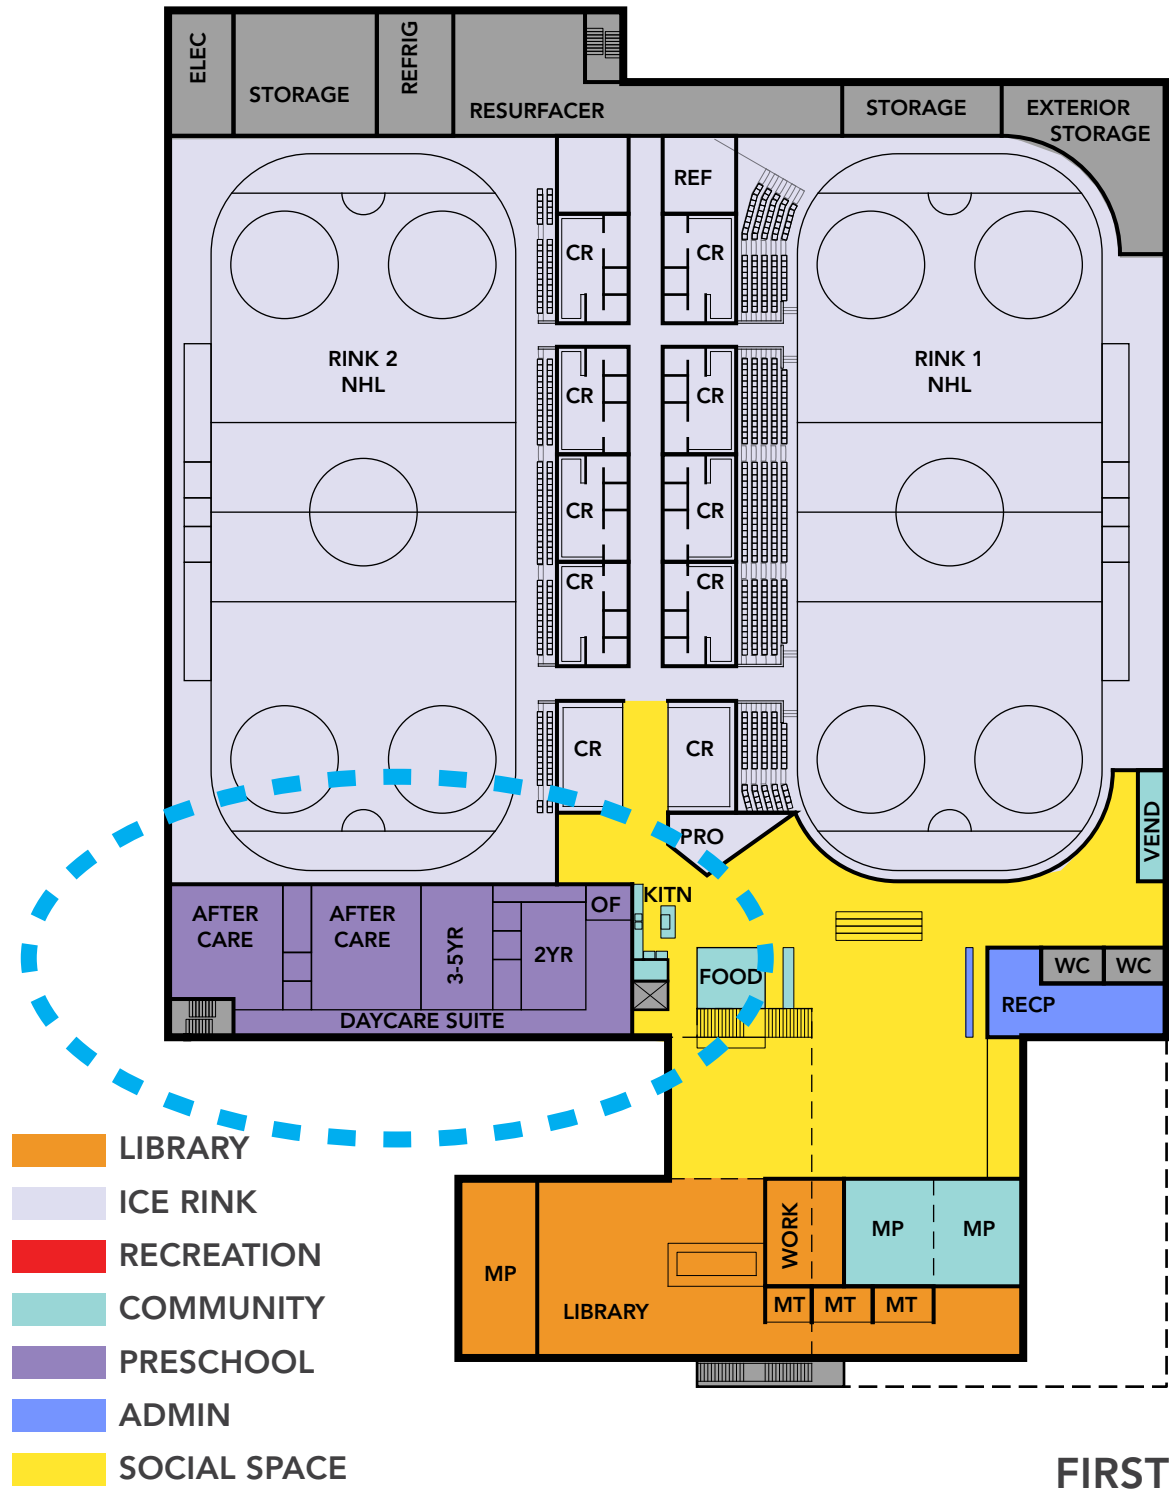 ELEC
STORAGE
REFRIG
RESURFACER
STORAGE
EXTERIOR
STORAGE
REF
CR
CR
RINK 2
NHL
RINK 1
NHL
CR
CR
CR
CR
CR
CR
CR
CR
PRO
VEND
KITN
OF
AFTER
CARE
AFTER
CARE
3-5YR
2YR
FOOD
WC
WC
RECP
DAYCARE SUITE
LIBRARY
ICE RINK
RECREATION
COMMUNITY
PRESCHOOL
ADMIN
SOCIAL SPACE
WORK
MP
MP
MP
MT
MT
MT
LIBRARY
FIRST